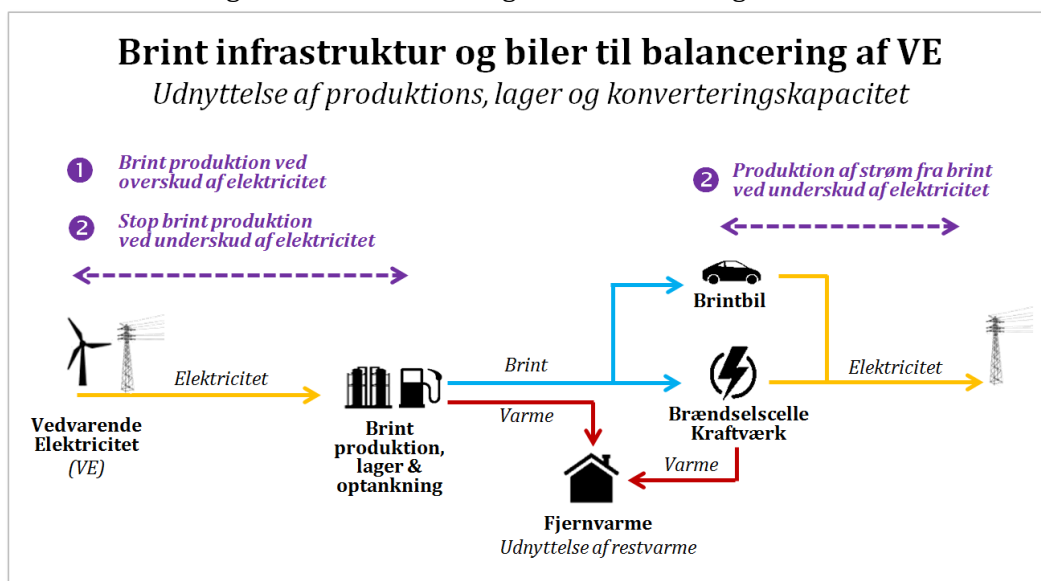 Brint infrastruktur og biler til balancering af VE
Udnyttelse af produktions, lager og konverteringskapacitet
1 Brint produktion ved
overskud af elektricitet
2 Stop brint produktion
ved underskud af elektricitet
2 Produktion af strøm fra brint
ved underskud af elektricitet
Brintbil
Elektricitet
Brint
Elektricitet
Varme
Vedvarende
Elektricitet
(VE)
Brint
produktion,
lager &
optankning
Brændselscelle
Kraftværk
Varme
Fjernvarme
Udnyttelse af restvarme